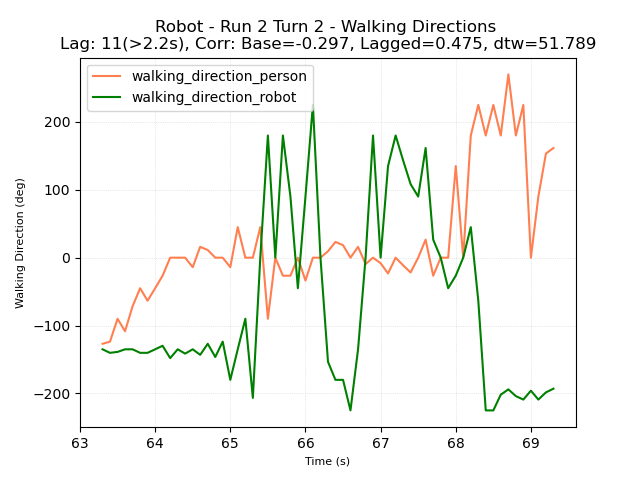 Robot - Run 2 Turn 2 - Walking Directions
Lag: 11(>2.2s), Corr: Base=-0.297, Lagged=0.475, dtw=51.789
walking_direction_person
walking_direction_robot
Walking Direction (deg)
200
100
0
−100
−200
63
64
65
66
67
68
69
Time (s)